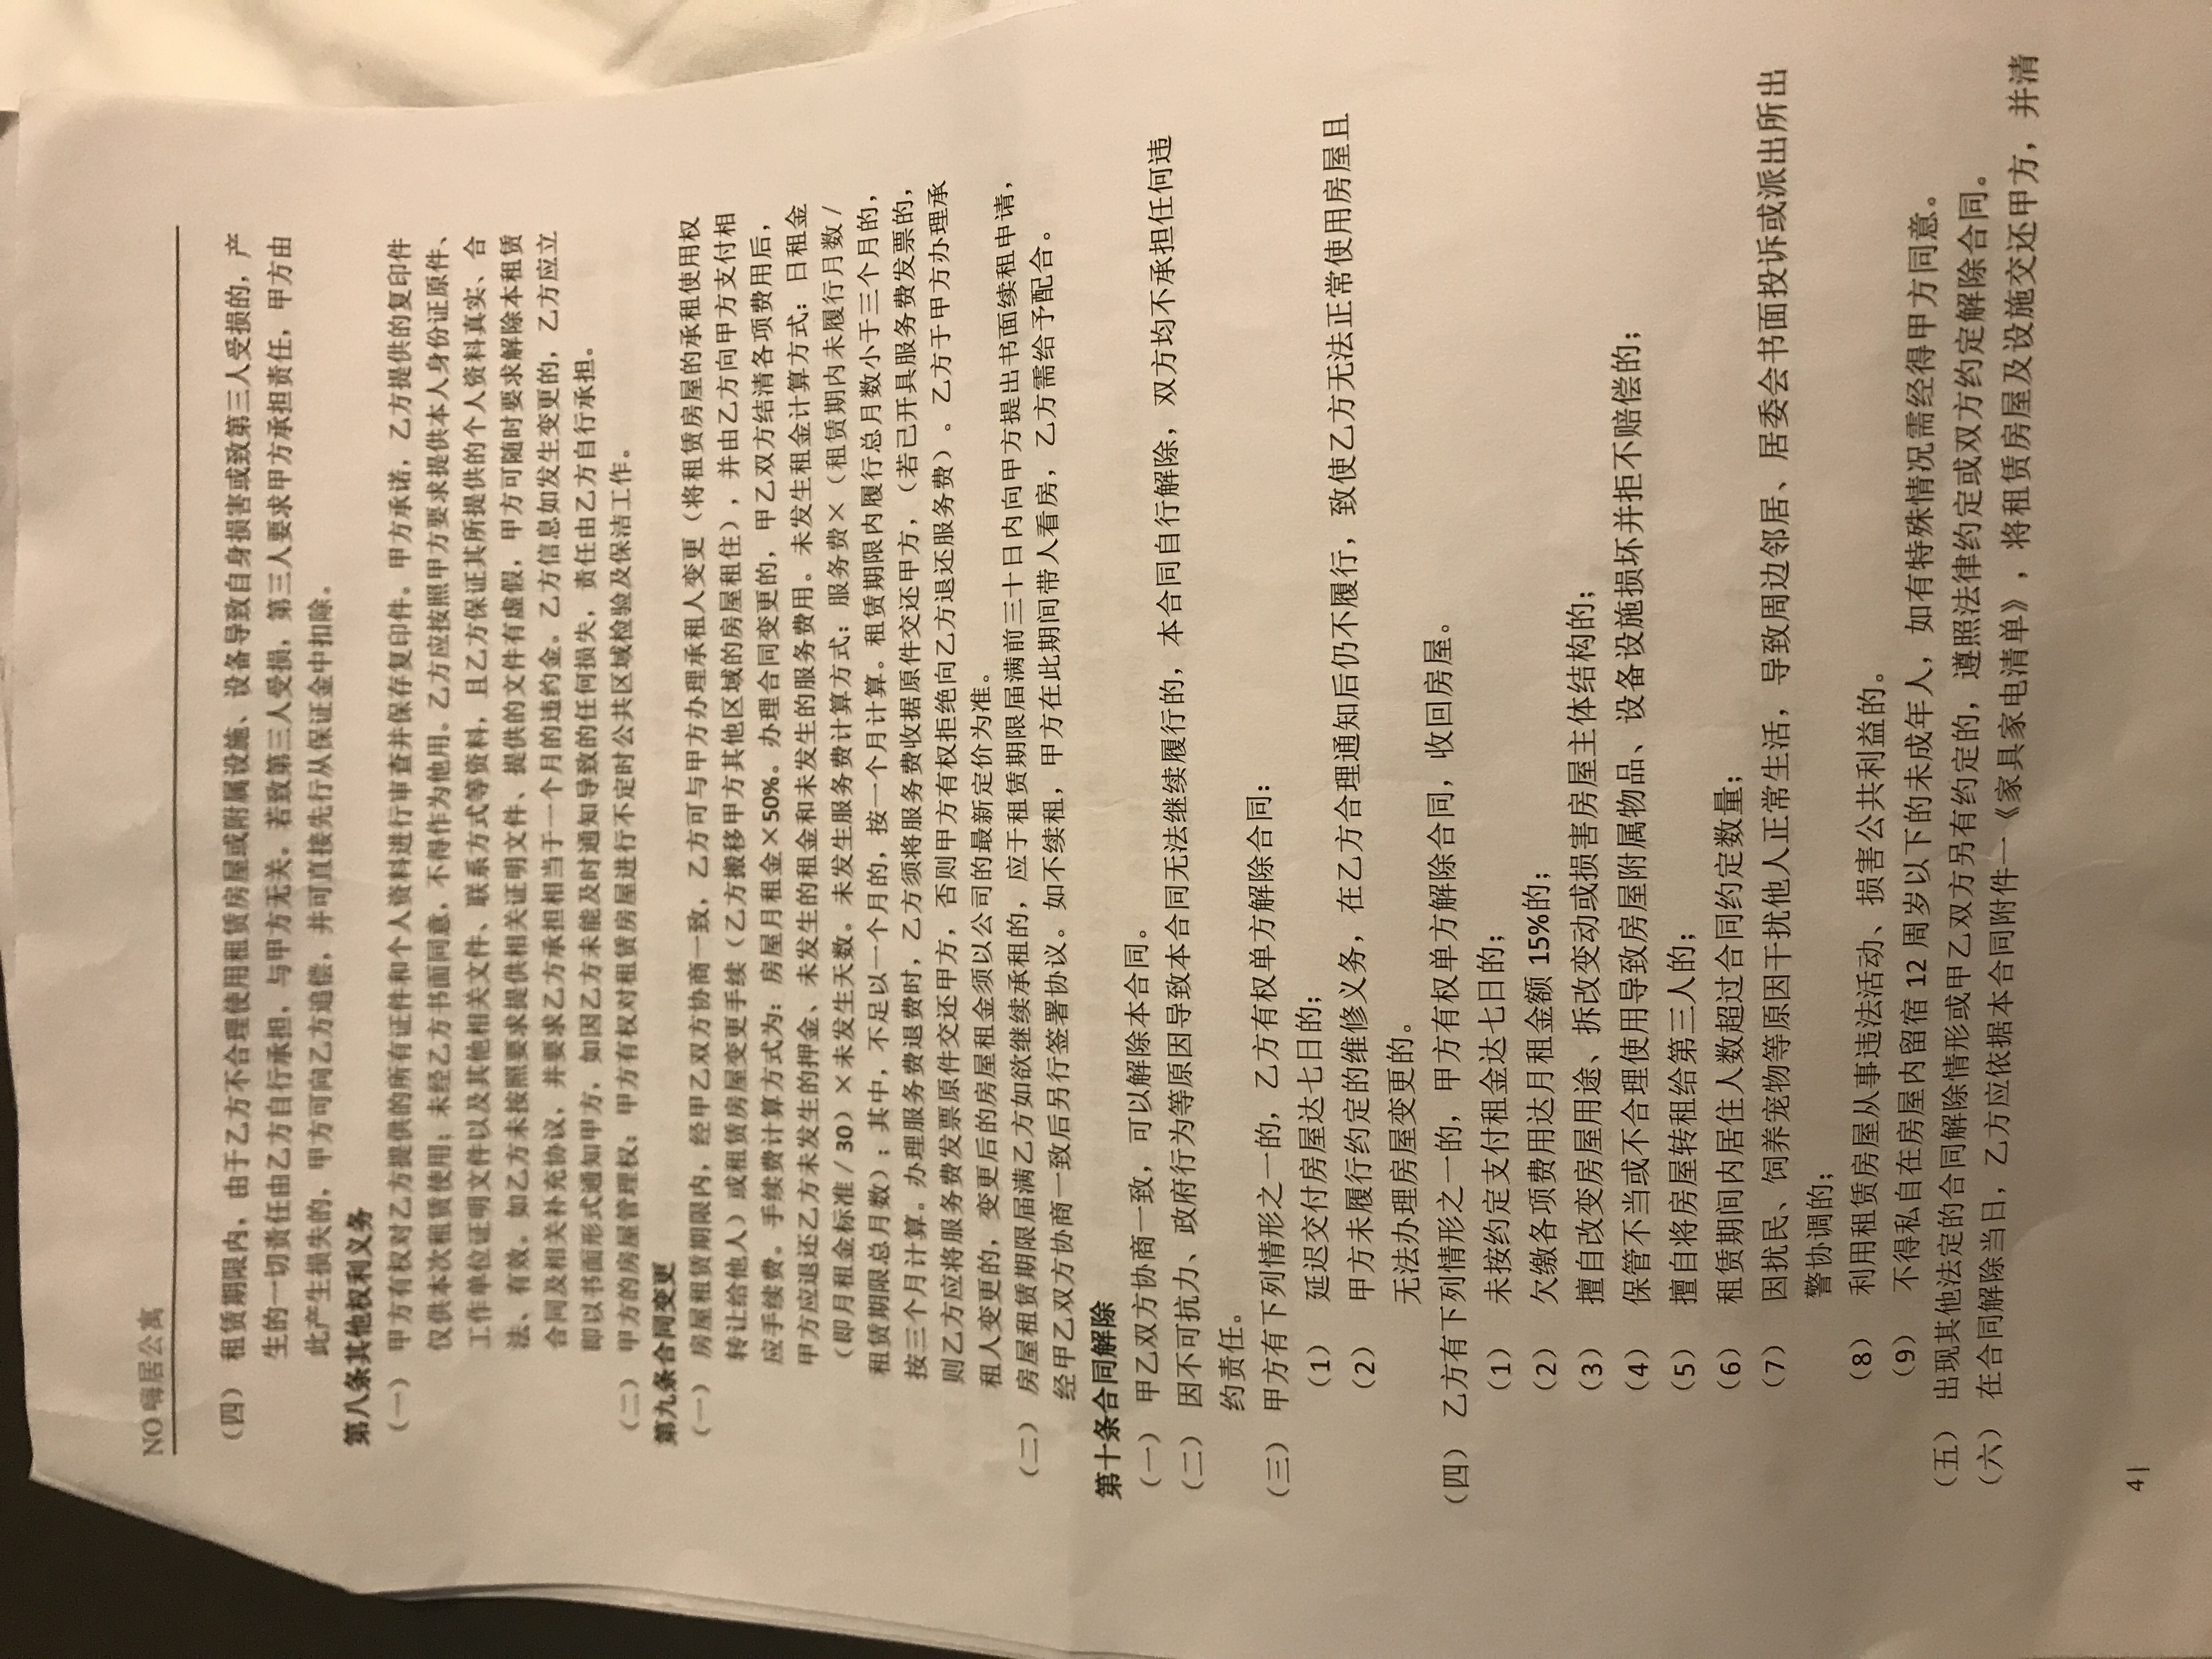 NO 嗨居公寓
（四） 租赁期限内，由于乙方不合理使用租赁房屋或附属设施、设备导致自身损害或致第三人受损的，产
生的一切责任由乙方自行承担，与甲方无关。若致第三人受损，第三人要求甲方承担责任，甲方由
此产生损失的，甲方可向乙方追偿，并可直接先行从保证金中扣除。
第八条其他权利义务
（一） 甲方有权对乙方提供的所有证件和个人资料进行审查并保存复印件。甲方承诺，乙方提供的复印件
仅供本次租赁使用；未经乙方书面同意，不得作为他用。乙方应按照甲方要求提供本人身份证原件、
工作单位证明文件以及其他相关文件、联系方式等资料，且乙方保证其所提供的个人资料真实、合
法、有效。如乙方未按照要求提供相关证明文件、提供的文件有虚假，甲方可随时要求解除本租赁
合同及相关补充协议，并要求乙方承担相当于一个月的违约金。乙方信息如发生变更的，乙方应立
即以书面形式通知甲方，如因乙方未能及时通知导致的任何损失，责任由乙方自行承担。
（二） 甲方的房屋管理权：甲方有权对租赁房屋进行不定时公共区域检验及保洁工作。
第九条合同变更
（一） 房屋租赁期限内，经甲乙双方协商一致，乙方可与甲方办理承租人变更（将租赁房屋的承租使用权
转让给他人）或租赁房屋变更手续（乙方搬移甲方其他区域的房屋租住），并由乙方向甲方支付相
应手续费。手续费计算方式为：房屋月租金×50%。办理合同变更的，甲乙双方结清各项费用后，
甲方应退还乙方未发生的押金、未发生的租金和未发生的服务费用。未发生租金计算方式：日租金
（即月租金标准/30）×未发生天数。未发生服务费计算方式：服务费×（租赁期内未履行月数/
租赁期限总月数）；其中，不足以一个月的，按一个月计算。租赁期限内履行总月数小于三个月的，
按三个月计算。办理服务费退费时，乙方须将服务费收据原件交还甲方，（若已开具服务费发票的，
则乙方应将服务费发票原件交还甲方，否则甲方有权拒绝向乙方退还服务费）。乙方于甲方办理承
租人变更的，变更后的房屋租金须以公司的最新定价为准。
（二） 房屋租赁期限届满乙方如欲继续承租的，应于租赁期限届满前三十日内向甲方提出书面续租申请，
经甲乙双方协商一致后另行签署协议。如不续租，甲方在此期间带人看房，乙方需给予配合。
第十条合同解除
（一） 甲乙双方协商一致，可以解除本合同。
（二） 因不可抗力、政府行为等原因导致本合同无法继续履行的，本合同自行解除，双方均不承担任何违
约责任。
（三） 甲方有下列情形之一的，乙方有权单方解除合同：
（1） 延迟交付房屋达七日的；
（2） 甲方未履行约定的维修义务，在乙方合理通知后仍不履行，致使乙方无法正常使用房屋且
无法办理房屋变更的。
（四） 乙方有下列情形之一的，甲方有权单方解除合同，收回房屋。
（1） 未按约定支付租金达七日的；
（2） 欠缴各项费用达月租金额 15%的；
（3） 擅自改变房屋用途、拆改变动或损害房屋主体结构的；
（4） 保管不当或不合理使用导致房屋附属物品、设备设施损坏并拒不赔偿的；
（5） 擅自将房屋转租给第三人的；
（6） 租赁期间内居住人数超过合同约定数量；
（7） 因扰民、饲养宠物等原因干扰他人正常生活，导致周边邻居、居委会书面投诉或派出所出
警协调的；
（8） 利用租赁房屋从事违法活动、损害公共利益的。
（9） 不得私自在房屋内留宿 12 周岁以下的未成年人，如有特殊情况需经得甲方同意。
（五） 出现其他法定的合同解除情形或甲乙双方另有约定的，遵照法律约定或双方约定解除合同。
（六） 在合同解除当日，乙方应依据本合同附件一《家具家电清单》，将租赁房屋及设施交还甲方，并清
4|